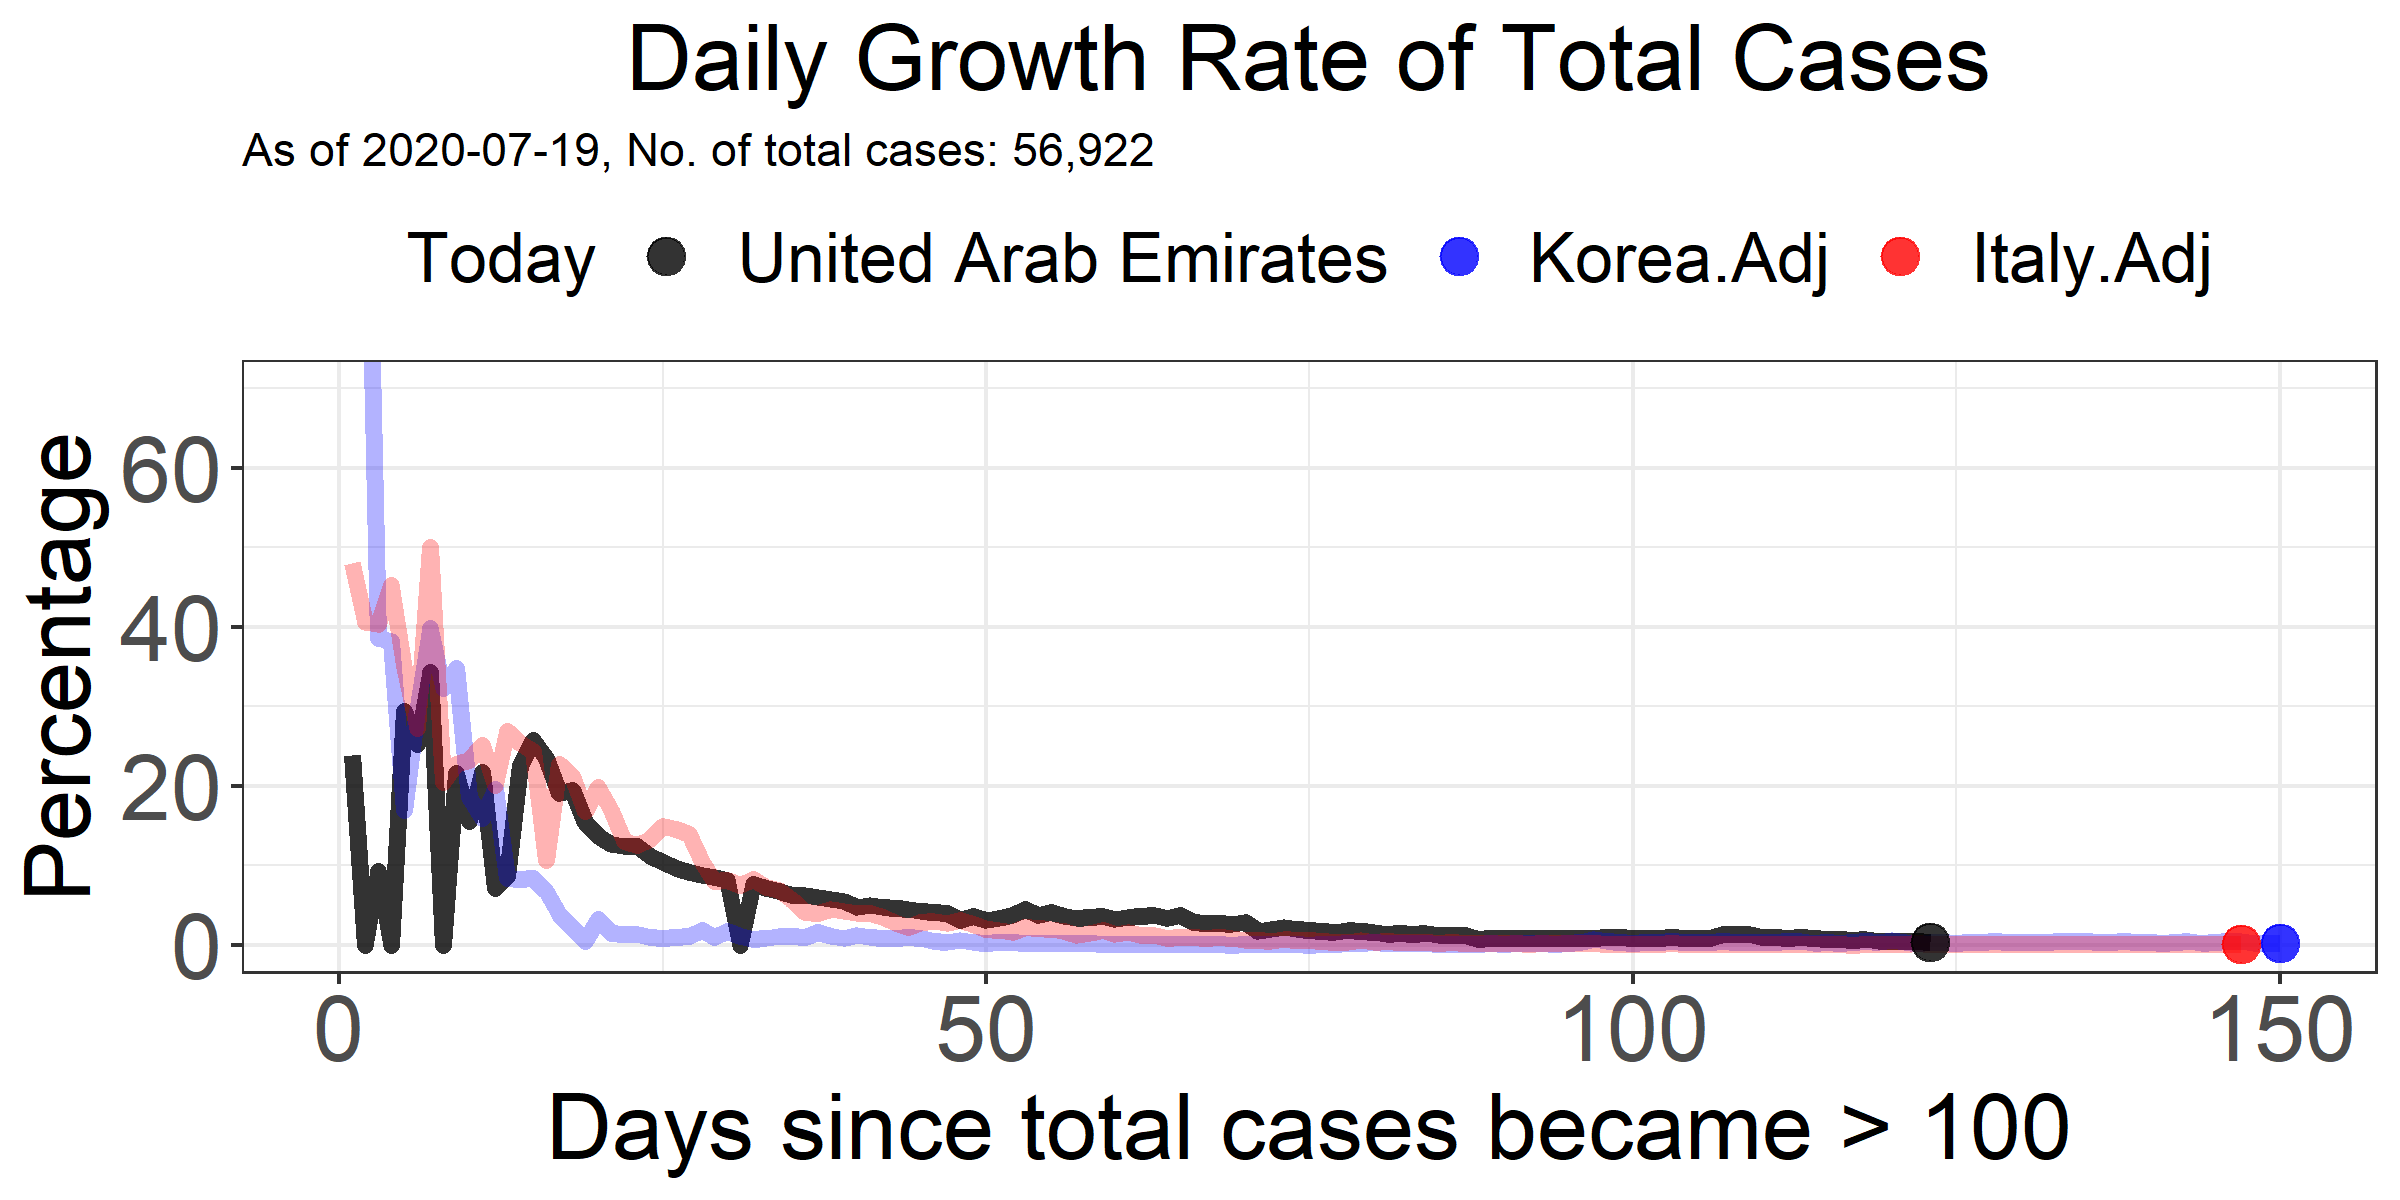 Daily Growth Rate of Total Cases
As of 2020-07-19, No. of total cases: 56,922
Today United Arab Emirates Korea.Adj Italy.Adj
Percentage
60
40
20
0
0 50 100 150
Days since total cases became > 100